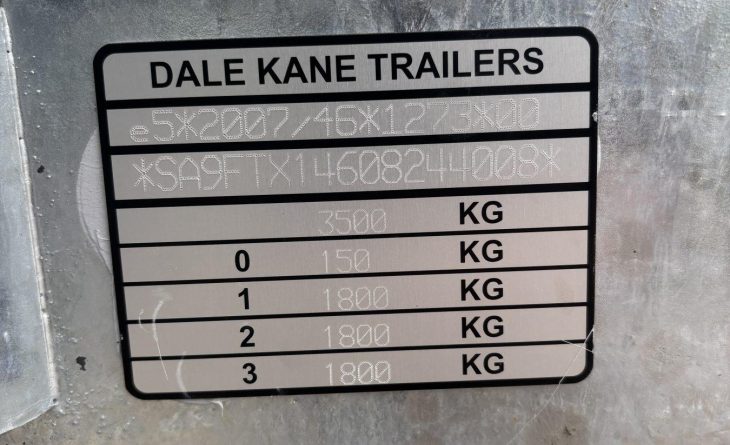 DALE KANE TRAILERS
e5*2007/46*1273*00
*SA9FTX14608244008*
3500 KG
0 150 KG
1 1800 KG
2 1800 KG
3 1800 KG